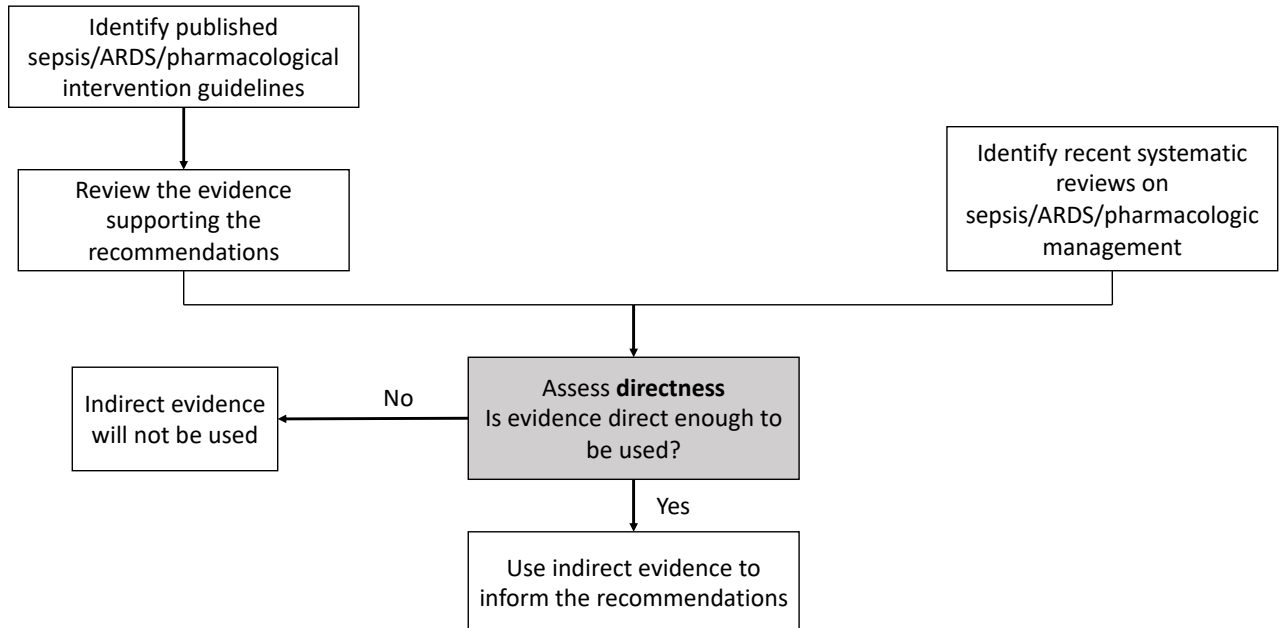 Identify published
sepsis/ARDS/pharmacological
intervention guidelines
Review the evidence
supporting the
recommendations
Identify recent systematic
reviews on
sepsis/ARDS/pharmacologic
management
Assess directness
Is evidence direct enough to
be used?
No
Indirect evidence
will not be used
Yes
Use indirect evidence to
inform the recommendations